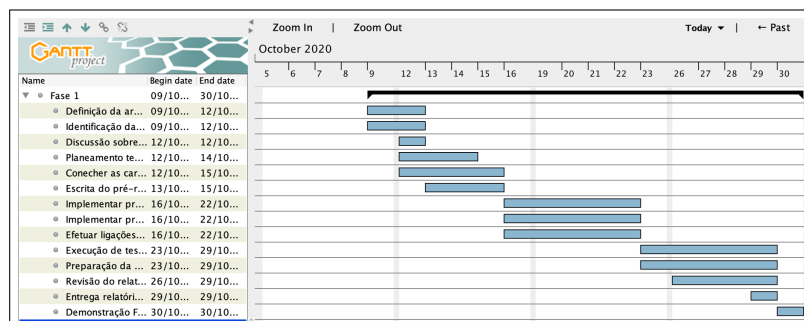 Zoom In | Zoom Out Today ▾ | ← Past
GANTT project
October 2020
Name Begin date End date 5 6 7 8 9 12 13 14 15 16 19 20 21 22 23 26 27 28 29 30
Fase 1 09/10... 30/10...
Definição da ar... 09/10... 12/10...
Identificação da... 09/10... 12/10...
Discussão sobre... 12/10... 12/10...
Planeamento te... 12/10... 14/10...
Conecher as car... 12/10... 15/10...
Escrita do pré-r... 13/10... 15/10...
Implementar pr... 16/10... 22/10...
Implementar pr... 16/10... 22/10...
Efetuar ligações... 16/10... 22/10...
Execução de tes... 23/10... 29/10...
Preparação da ... 23/10... 29/10...
Revisão do relat... 26/10... 29/10...
Entrega relatóri... 29/10... 29/10...
Demonstração F... 30/10... 30/10...